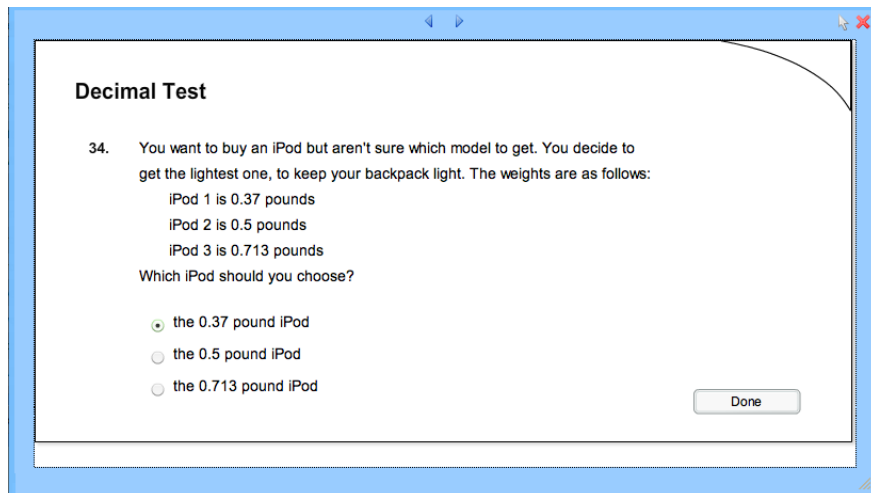 Decimal Test
34. You want to buy an iPod but aren't sure which model to get. You decide to
get the lightest one, to keep your backpack light. The weights are as follows:
iPod 1 is 0.37 pounds
iPod 2 is 0.5 pounds
iPod 3 is 0.713 pounds
Which iPod should you choose?
the 0.37 pound iPod
the 0.5 pound iPod
the 0.713 pound iPod
Done